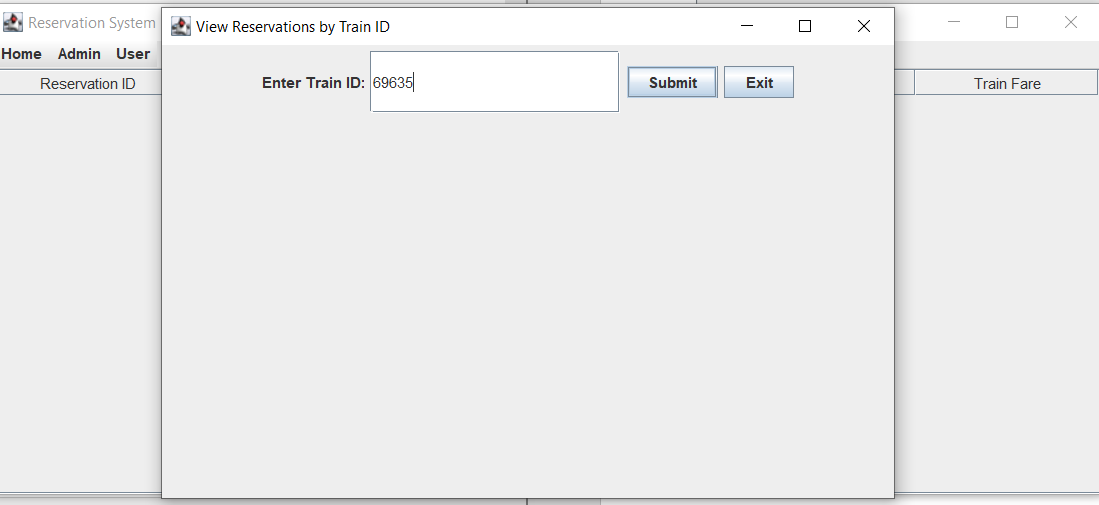 Reservation System
View Reservations by Train ID
Home Admin User
Reservation ID
Train Fare
Enter Train ID: 69635 Submit Exit